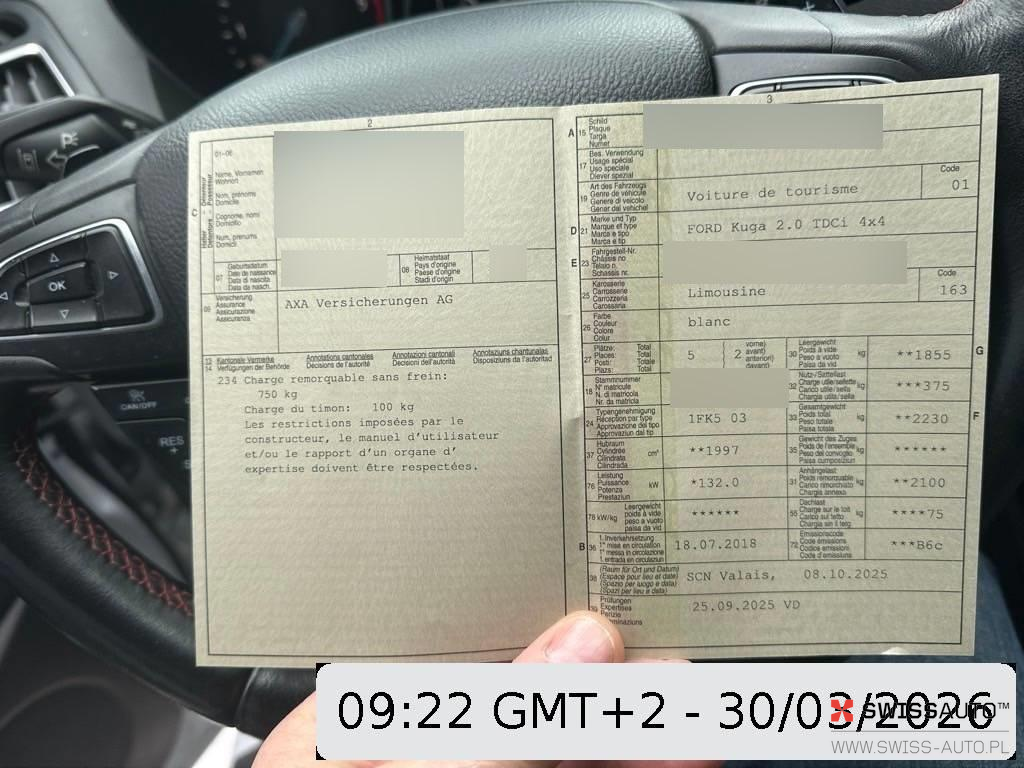 2
C
01-06
Halter - Détenteur
Name, Vornamen
Wohnort
Nom, prénoms
Domicile
Cognome, nomi
Domicilio
Num, prenums
Domicil
07
Geburtsdatum
Date de naissance
Data di nascita
Data da nasch.
08
Heimatstaat
Pays d'origine
Paese d'origine
Stadi d'origin
09
Versicherung
Assurance
Assicurazione
Assicuranza
AXA Versicherungen AG
13
14
Kantonale Vermerke
Verfügungen der Behörde
Annotations cantonales
Décisions de l'autorité
Annotazioni cantonali
Decisioni dell'autorità
Annotaziuns chantunalas
Disposiziuns da l'autoritad
234 Charge remorquable sans frein:
750 kg
Charge du timon: 100 kg
Les restrictions imposées par le
constructeur, le manuel d'utilisateur
et/ou le rapport d'un organe d'
expertise doivent être respectées.
3
A 15
Schild
Plaque
Targa
Numer
17
Bes. Verwendung
Usage spécial
Uso speciale
Diever spezial
19
Art des Fahrzeugs
Genre de véhicule
Genere di veicolo
Gener dal vehichel
Voiture de tourisme
Code
01
D 21
Marke und Typ
Marque et type
Marca e tipo
Marca e tip
FORD Kuga 2.0 TDCi 4x4
E 23
Fahrgestell-Nr.
Châssis no
Telaio n.
Schassis nr.
25
Karosserie
Carrosserie
Carrozzeria
Carossaria
Limousine
Code
163
26
Farbe
Couleur
Colore
Colur
blanc
27
Plätze: Total
Places: Total
Posti: Total
Plazs: Total
5
2
vorne)
avant)
anteriori)
davant)
30
Leergewicht
Poids à vide
Peso a vuoto
Paisa da vid
kg
**1855
G
18
Stammnummer
N° matricule
N. di matricola
Nr. da matricla
32
Nutz-/Sattellast
Charge utile/sellette
Carico utile/sella
Chargia utila/sella
kg
***375
24
Typengenehmigung
Réception par type
Approvazione del tipo
Approvaziun dal tip
1FK5 03
33
Gesamtgewicht
Poids total
Peso totale
Paisa totala
kg
**2230
F
37
Hubraum
Cylindrée
Cilindrata
Cilindrada
cm³
**1997
35
Gewicht des Zuges
Poids de l'ensemble
Peso del convoglio
Paisa cumposiziun
kg
******
76
Leistung
Puissance
Potenza
Prestaziun
kW
*132.0
31
Anhängelast
Poids remorquable
Carico rimorchiato
Chargia annexa
kg
**2100
78 kW/kg
Leergewicht
poids à vide
peso a vuoto
paisa da vid
******
55
Dachlast
Charge sur le toit
Carico sul tetto
Chargia sin il tetg
kg
****75
B 36
1. Inverkehrsetzung
1re mise en circulation
1a messa in circolazione
1. entrada en circulaziun
18.07.2018
72
Emissionscode
Code émissions
Codice emissioni
Code d'emissiuns
***B6c
38
(Raum für Ort und Datum)
(Espace pour lieu et date)
(Spazio per luogo e data)
(Spazi per lieu e data)
SCN Valais, 08.10.2025
39
Prüfungen
Expertises
Perizie
25.09.2025 VD
OK
CAN/OFF
RES
+
09:22 GMT+2 - 30/03/2026
SWISSAUTO™
WWW.SWISS-AUTO.PL